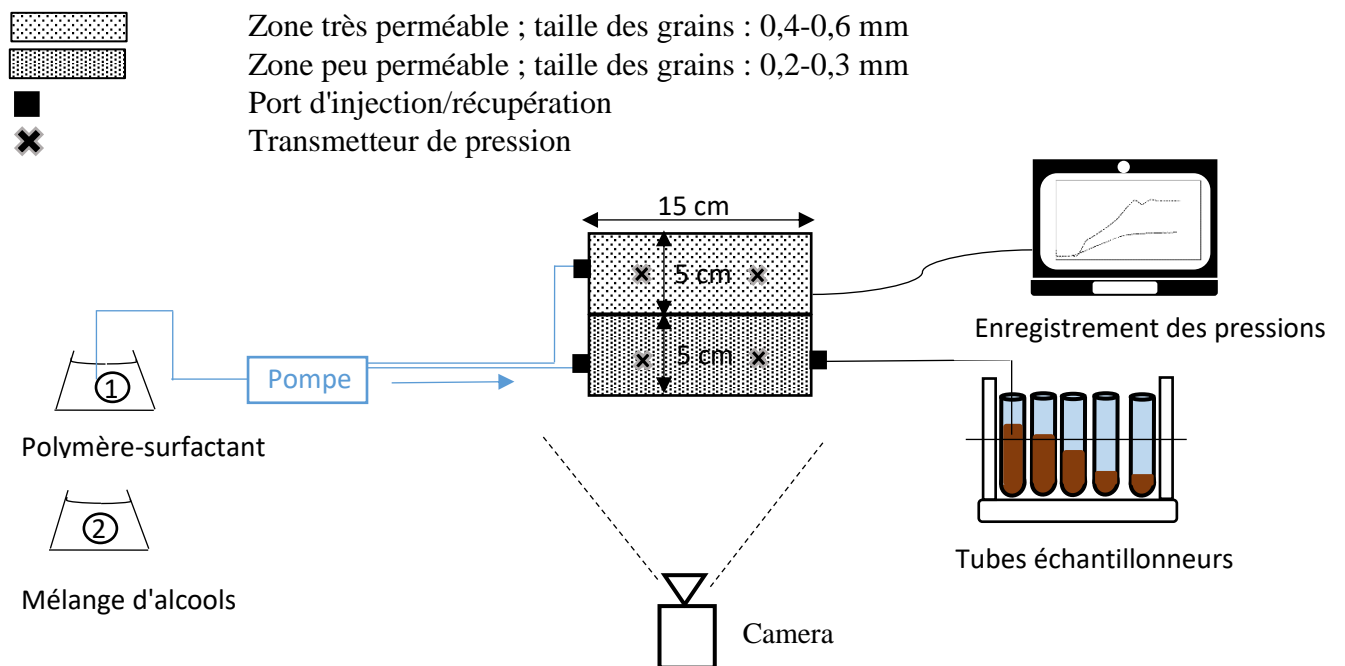 Zone très perméable ; taille des grains : 0,4-0,6 mm
Zone peu perméable ; taille des grains : 0,2-0,3 mm
Port d'injection/récupération
Transmetteur de pression
15 cm
5 cm
5 cm
Enregistrement des pressions
Pompe
1
Polymère-surfactant
2
Mélange d'alcools
Tubes échantillonneurs
Camera